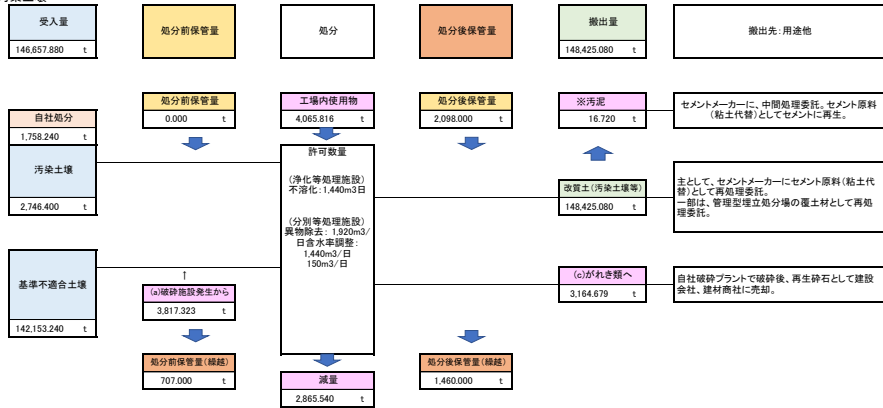 受入量
146,657.880 t
処分前保管量
処分
処分後保管量
搬出量
148,425.080 t
搬出先:用途他
自社処分
1,758.240 t
汚染土壌
2,746.400 t
基準不適合土壌
142,153.240 t
処分前保管量
0.000 t
↑
(a)破砕施設発生から
3,817.323 t
処分前保管量(繰越)
707.000 t
工場内使用物
4,065.816 t
許可数量
(浄化等処理施設)
不溶化:1,440m3日
(分別等処理施設)
異物除去:1,920m3/
日含水率調整:
1,440m3/日
150m3/日
減量
2,865.540 t
処分後保管量
2,098.000 t
処分後保管量(繰越)
1,460.000 t
※汚泥
16.720 t
セメントメーカーに、中間処理委託。セメント原料
(粘土代替)としてセメントに再生。
改質土(汚染土壌等)
148,425.080 t
主として、セメントメーカーにセメント原料(粘土代
替)として再処理委託。
一部は、管理型埋立処分場の覆土材として再処
理委託。
(c)がれき類へ
3,164.679 t
自社破砕プラントで破砕後、再生砕石として建設
会社、建材商社に売却。